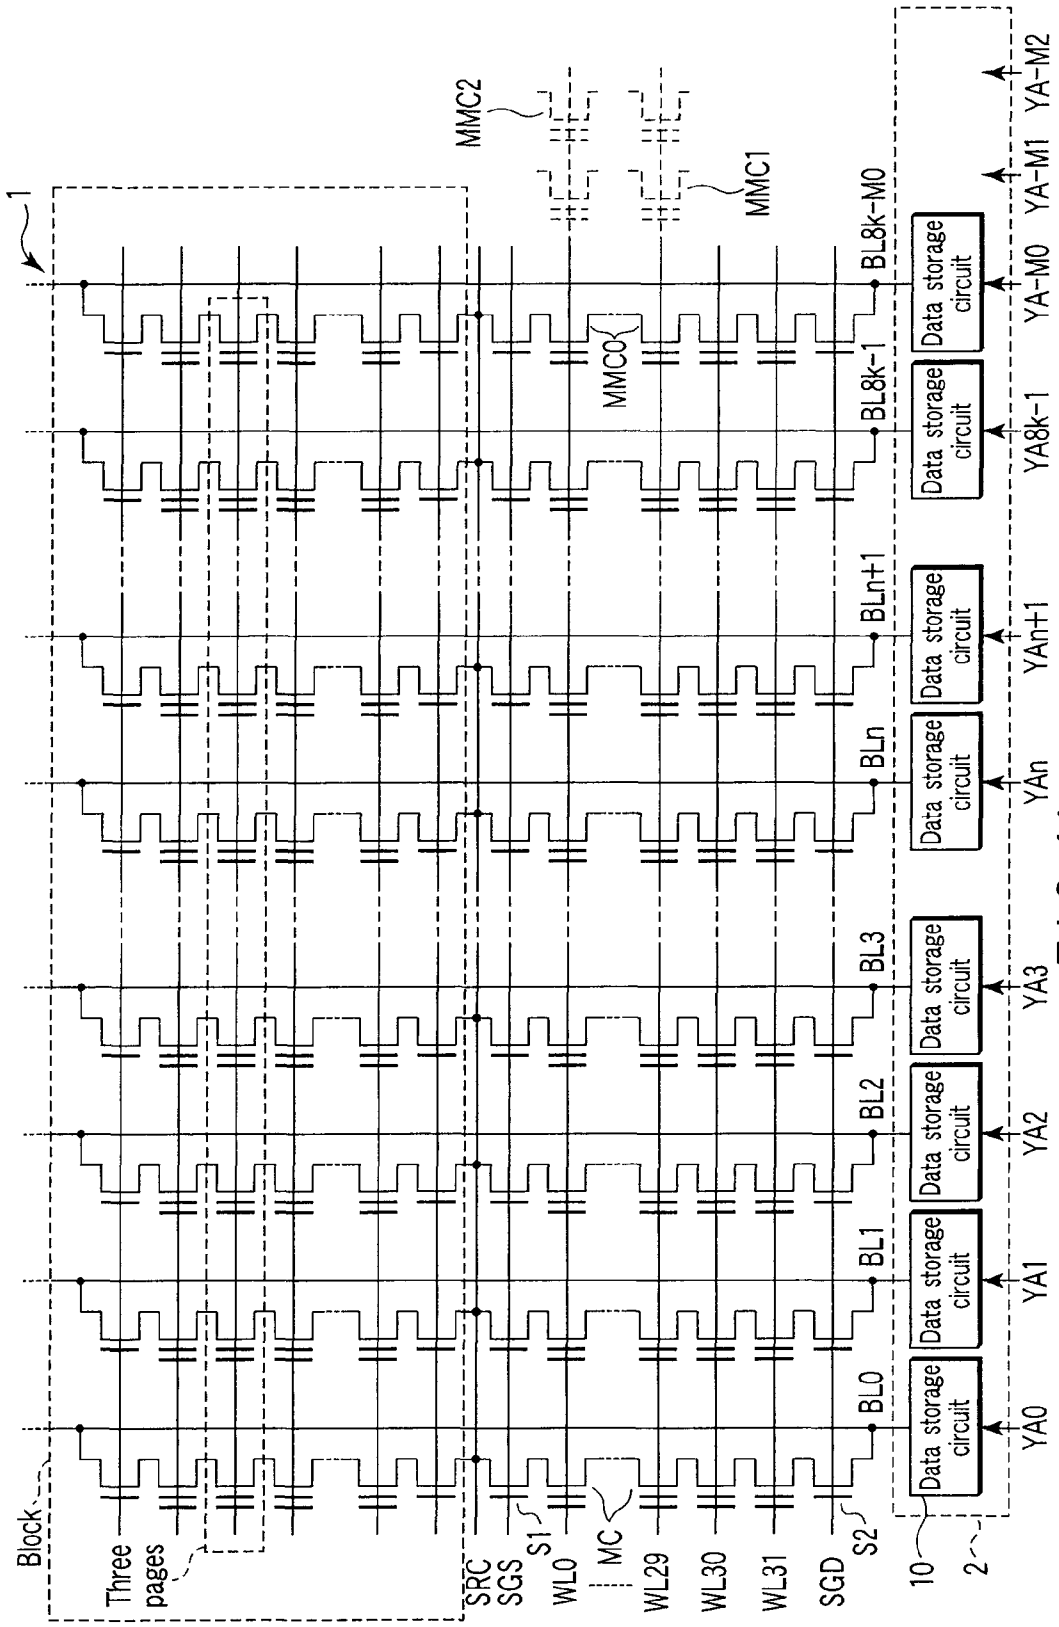 1
Block
Three
pages
MMC2
MMC1
MMC0
SRC
SGS
S1
WL0
MC
WL29
WL30
WL31
SGD
S2
BL0
BL1
BL2
BL3
BLn
BLn+1
BL8k-1
BL8k-M0
10
2
Data storage
circuit
Data storage
circuit
Data storage
circuit
Data storage
circuit
Data storage
circuit
Data storage
circuit
Data storage
circuit
Data storage
circuit
YA0
YA1
YA2
YA3
YAn
YAn+1
YA8k-1
YA-M0
YA-M1
YA-M2